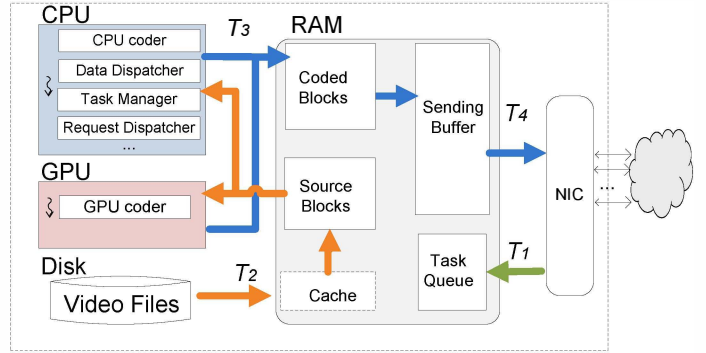 CPU
CPU coder
Data Dispatcher
Task Manager
Request Dispatcher
...
GPU
GPU coder
Disk
Video Files
T3
T2
RAM
Coded
Blocks
Sending
Buffer
Source
Blocks
Cache
Task
Queue
T4
T1
NIC
...